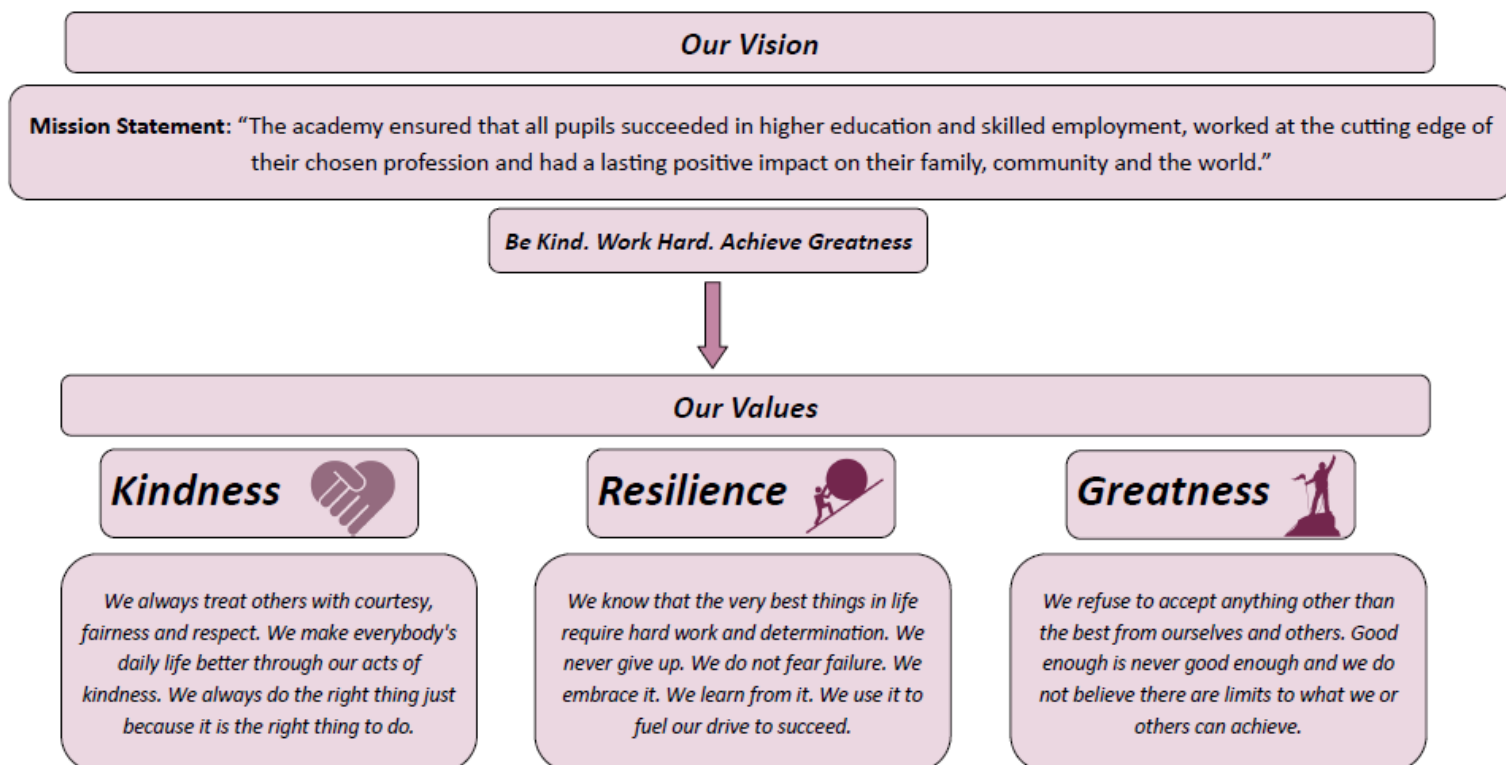 Our Vision
Mission Statement: “The academy ensured that all pupils succeeded in higher education and skilled employment, worked at the cutting edge of
their chosen profession and had a lasting positive impact on their family, community and the world.”
Be Kind. Work Hard. Achieve Greatness
Our Values
Kindness
We always treat others with courtesy,
fairness and respect. We make everybody's
daily life better through our acts of
kindness. We always do the right thing just
because it is the right thing to do.
Resilience
We know that the very best things in life
require hard work and determination. We
never give up. We do not fear failure. We
embrace it. We learn from it. We use it to
fuel our drive to succeed.
Greatness
We refuse to accept anything other than
the best from ourselves and others. Good
enough is never good enough and we do
not believe there are limits to what we or
others can achieve.